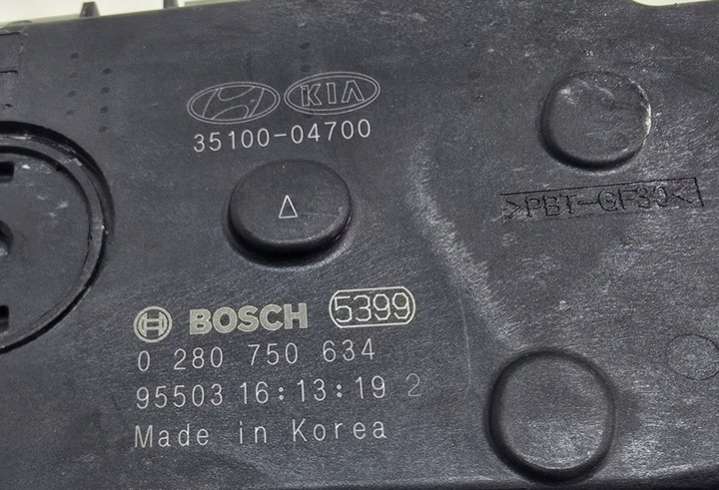 KIA
35100-04700
>PBT-GF30<
BOSCH 5399
0 280 750 634
95503 16:13:19 2
Made in Korea